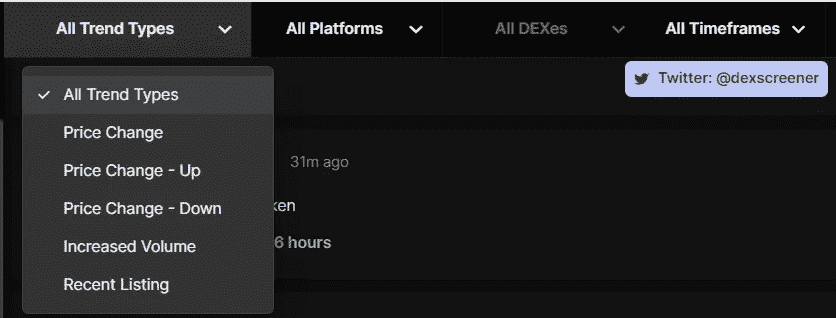 All Trend Types All Platforms All DEXes All Timeframes
Twitter: @dexscreener
All Trend Types
Price Change
31m ago
Price Change - Up
Price Change - Down
Increased Volume
6 hours
Recent Listing